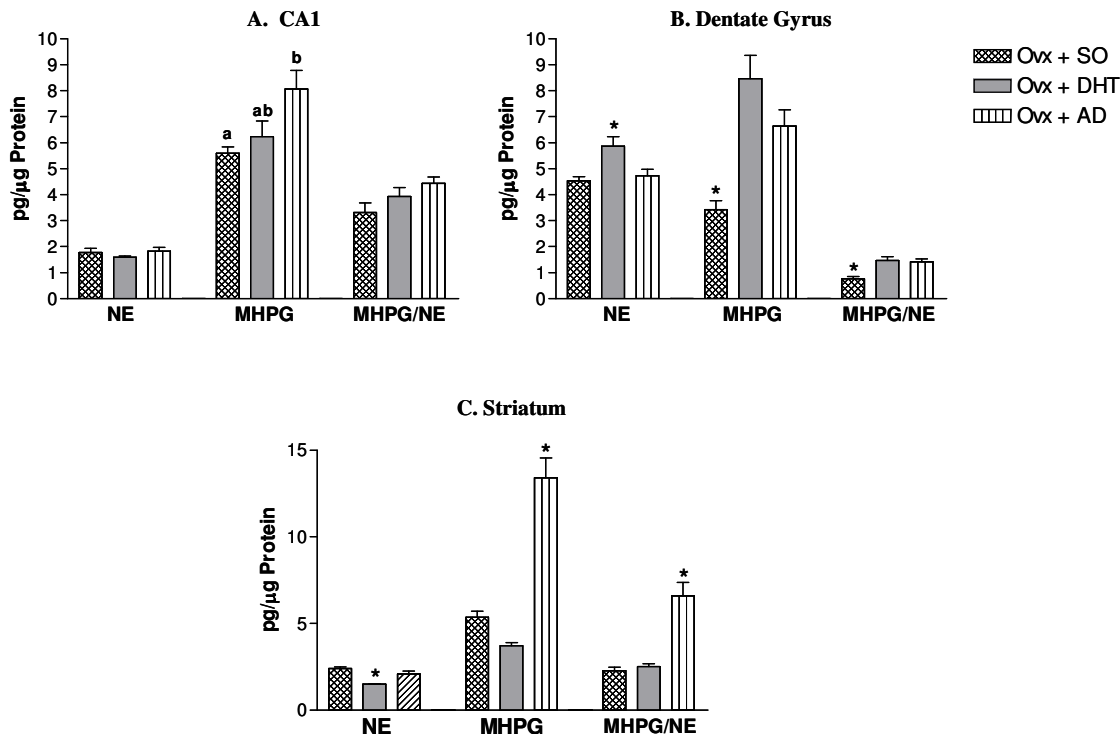 A. CA1
10
9
8
7
6
5
4
3
2
1
0
pg/μg Protein
a
ab
b
NE
MHPG
MHPG/NE
B. Dentate Gyrus
10
9
8
7
6
5
4
3
2
1
0
pg/μg Protein
*
*
*
NE
MHPG
MHPG/NE
Ovx + SO
Ovx + DHT
Ovx + AD
C. Striatum
15
10
5
0
pg/μg Protein
*
*
*
NE
MHPG
MHPG/NE